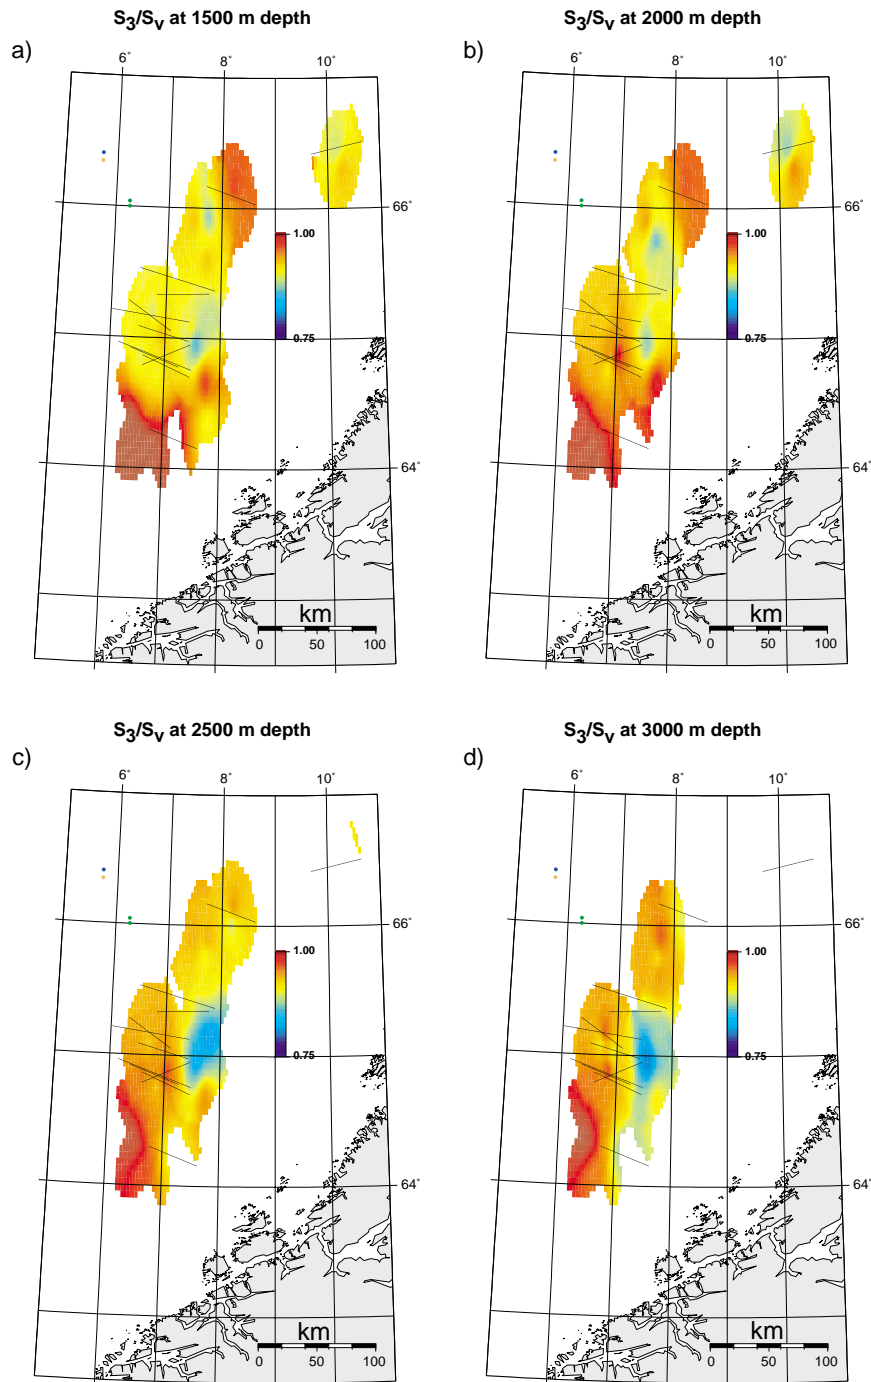 S3/Sv at 1500 m depth
a)
6° 8° 10°
66°
1.00
0.75
64°
km
0 50 100
S3/Sv at 2000 m depth
b)
6° 8° 10°
66°
1.00
0.75
64°
km
0 50 100
S3/Sv at 2500 m depth
c)
6° 8° 10°
66°
1.00
0.75
64°
km
0 50 100
S3/Sv at 3000 m depth
d)
6° 8° 10°
66°
1.00
0.75
64°
km
0 50 100